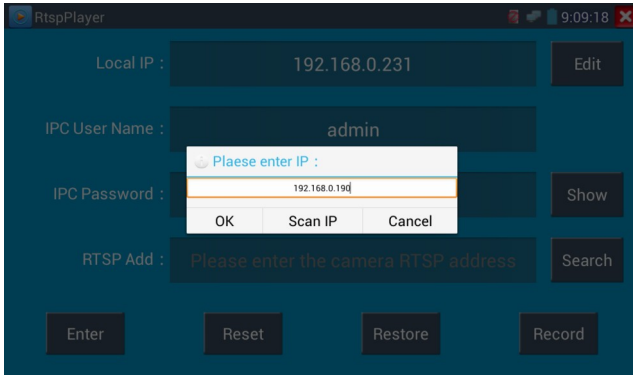 RtspPlayer 9:09:18
Local IP : 192.168.0.231 Edit
IPC User Name : admin
Plaese enter IP :
192.168.0.190
IPC Password : Show
OK Scan IP Cancel
RTSP Add : Please enter the camera RTSP address Search
Enter Reset Restore Record